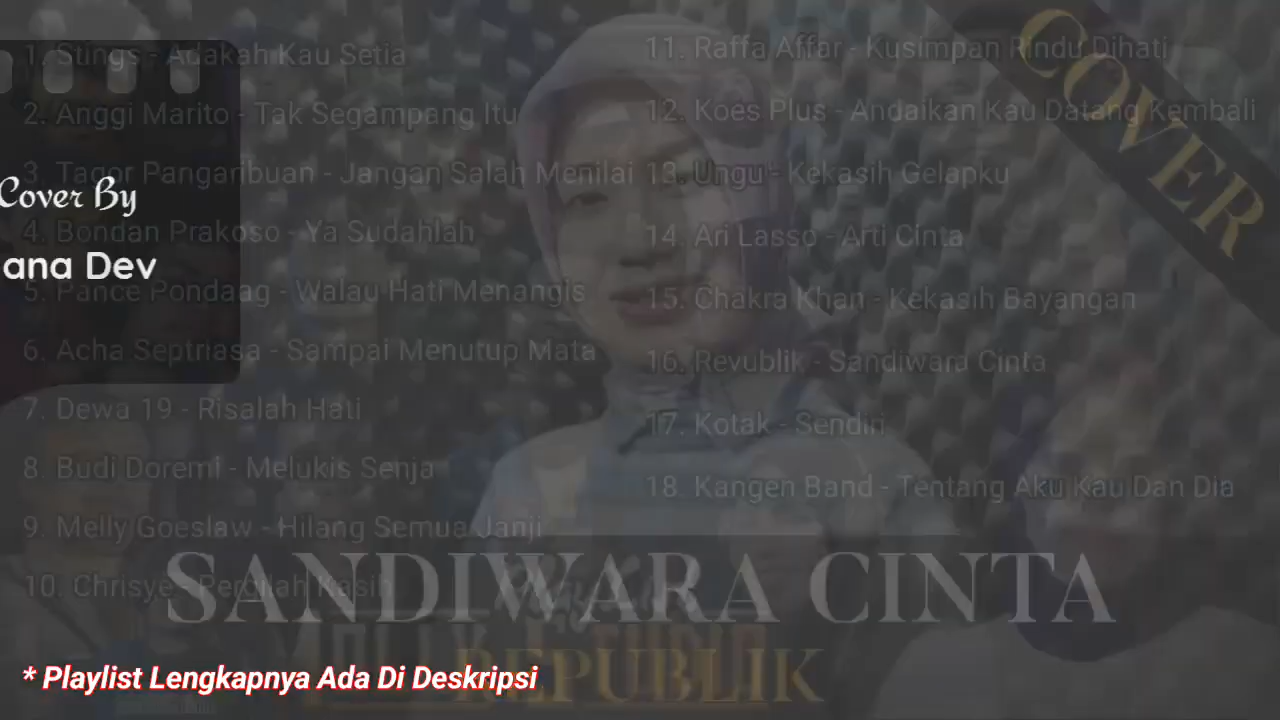 1. Stings - Adakah Kau Setia
2. Anggi Marito - Tak Segampang Itu
3. Tagor Pangaribuan - Jangan Salah Menilai
4. Bondan Prakoso - Ya Sudahlah
5. Pance Pondaag - Walau Hati Menangis
6. Acha Septriasa - Sampai Menutup Mata
7. Dewa 19 - Risalah Hati
8. Budi Doremi - Melukis Senja
9. Melly Goeslaw - Hilang Semua Janji
10. Chrisye - Pergilah Kasih
11. Raffa Affar - Kusimpan Rindu Dihati
12. Koes Plus - Andaikan Kau Datang Kembali
13. Ungu - Kekasih Gelapku
14. Ari Lasso - Arti Cinta
15. Chakra Khan - Kekasih Bayangan
16. Revublik - Sandiwara Cinta
17. Kotak - Sendiri
18. Kangen Band - Tentang Aku Kau Dan Dia
Cover By
ana Dev
COVER
SANDIWARA CINTA
REPUBLIK
* Playlist Lengkapnya Ada Di Deskripsi